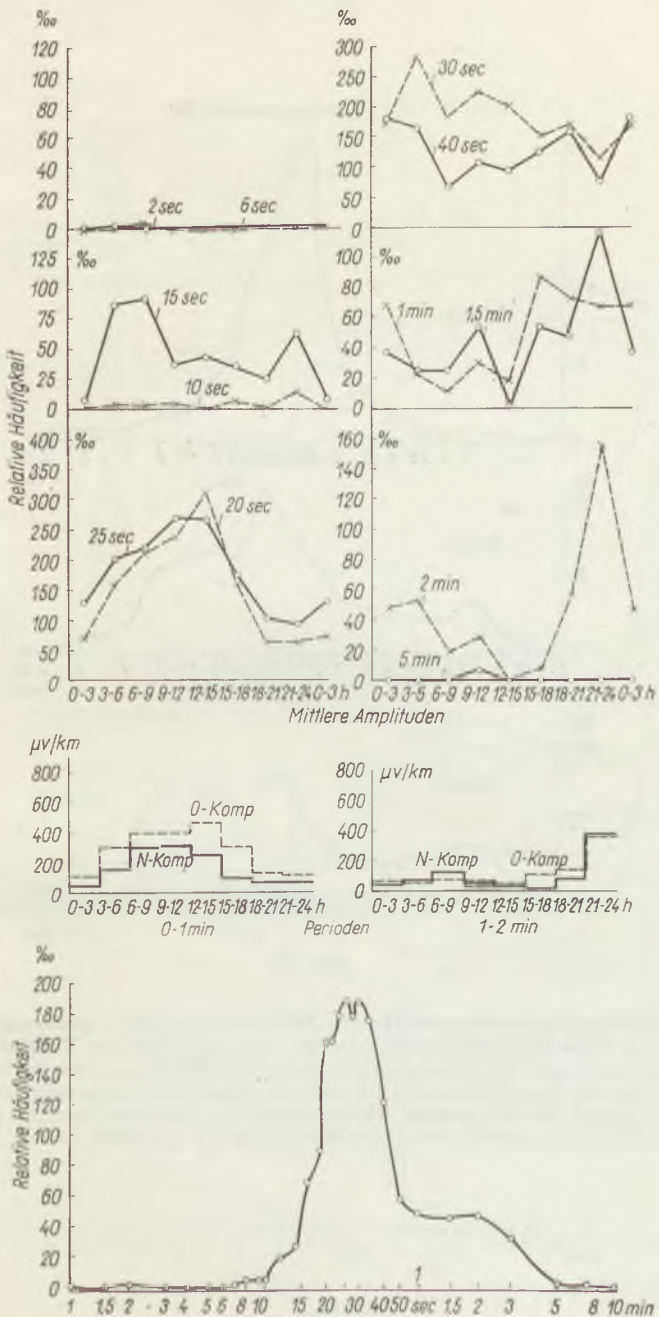 ‰ ‰
120 300
100 250
80 200
60 150
40 100
20 50
0 0
30 sec
40 sec
2 sec 6 sec
‰ ‰
125 100
100 80
75 60
50 40
25 20
0 0
15 sec
10 sec
1 min 1,5 min
Relative Häufigkeit
‰ ‰
400 160
350 140
300 120
250 100
200 80
150 60
100 40
50 20
0 0
25 sec 20 sec
2 min
5 min
0-3 3-6 6-9 9-12 12-15 15-18 18-21 21-24 0-3 h
0-3 3-6 6-9 9-12 12-15 15-18 18-21 21-24 0-3 h
Mittlere Amplituden
μv/km μv/km
800 800
600 600
400 400
200 200
0 0
O-Komp
N-Komp
N-Komp O-Komp
0-3 3-6 6-9 9-12 12-15 15-18 18-21 21-24 h
0-3 3-6 6-9 9-12 12-15 15-18 18-21 21-24 h
0-1min Perioden 1-2 min
‰
200
180
160
140
120
100
80
60
40
20
0
Relative Häufigkeit
1 1,5 2 3 4 5 6 8 10 15 20 30 40 50 sec 1,5 2 3 5 8 10 min
1